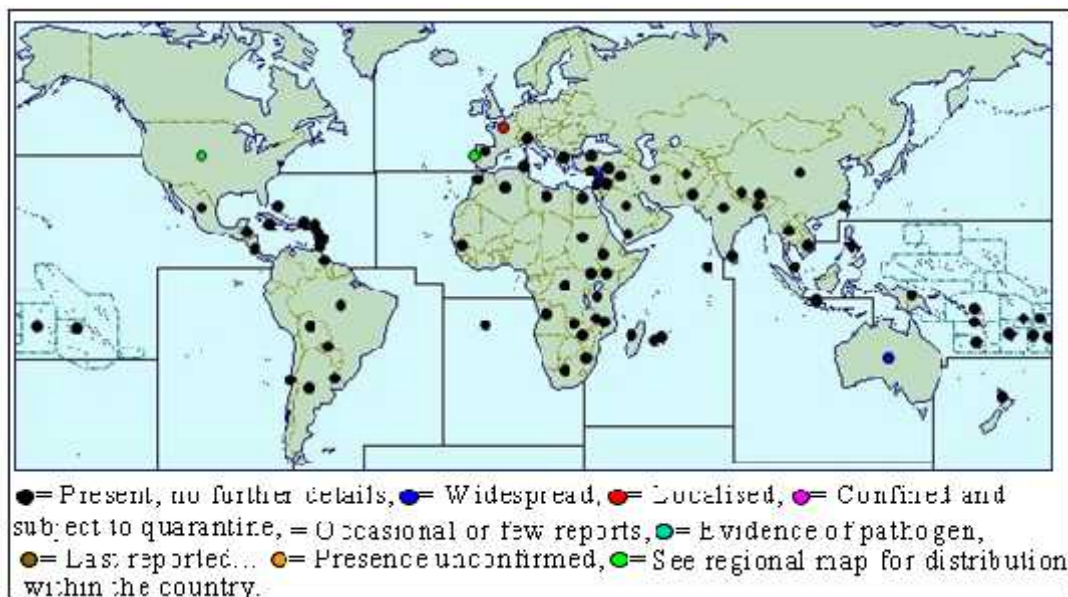 = Present, no further details, = Widespread, = Localised, = Confined and
subject to quarantine, = Occasional or few reports, = Evidence of pathogen,
= Last reported... = Presence unconfirmed, = See regional map for distribution
within the country.